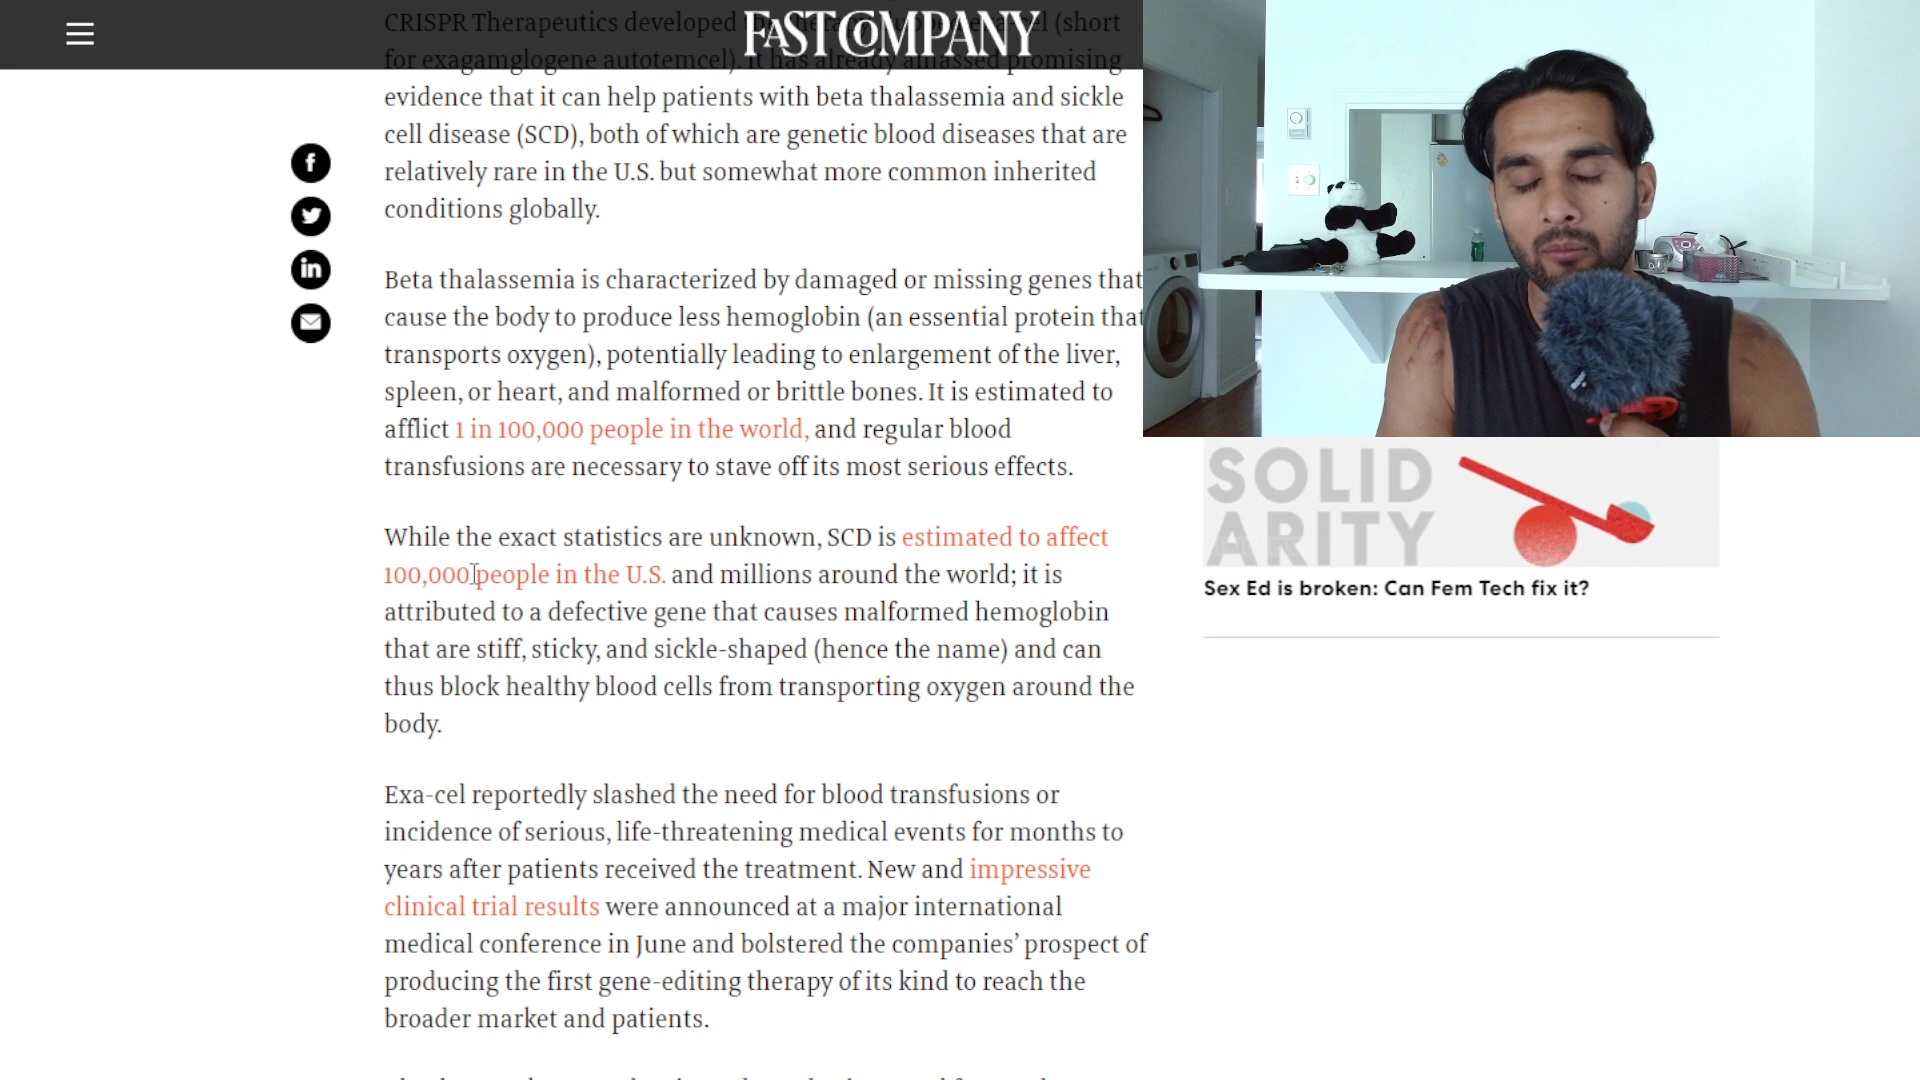 FAST COMPANY
CRISPR Therapeutics developed the therapy, dubbed exa-cel (short
for exagamglogene autotemcel). It has already amassed promising
evidence that it can help patients with beta thalassemia and sickle
cell disease (SCD), both of which are genetic blood diseases that are
relatively rare in the U.S. but somewhat more common inherited
conditions globally.
Beta thalassemia is characterized by damaged or missing genes that
cause the body to produce less hemoglobin (an essential protein that
transports oxygen), potentially leading to enlargement of the liver,
spleen, or heart, and malformed or brittle bones. It is estimated to
afflict 1 in 100,000 people in the world, and regular blood
transfusions are necessary to stave off its most serious effects.
While the exact statistics are unknown, SCD is estimated to affect
100,000 people in the U.S. and millions around the world; it is
attributed to a defective gene that causes malformed hemoglobin
that are stiff, sticky, and sickle-shaped (hence the name) and can
thus block healthy blood cells from transporting oxygen around the
body.
Exa-cel reportedly slashed the need for blood transfusions or
incidence of serious, life-threatening medical events for months to
years after patients received the treatment. New and impressive
clinical trial results were announced at a major international
medical conference in June and bolstered the companies’ prospect of
producing the first gene-editing therapy of its kind to reach the
broader market and patients.
SOLID
ARITY
Sex Ed is broken: Can Fem Tech fix it?